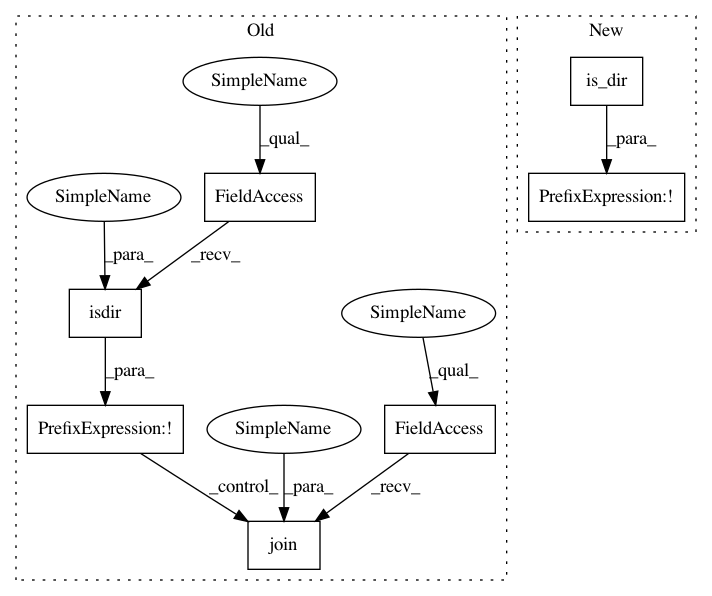 Old
New
SimpleName
is_dir
_qual_
_para_
SimpleName
FieldAccess
PrefixExpression:!
_para_
_recv_
isdir
SimpleName
_para_
_qual_
PrefixExpression:!
SimpleName
FieldAccess
_control_
_para_
_recv_
join